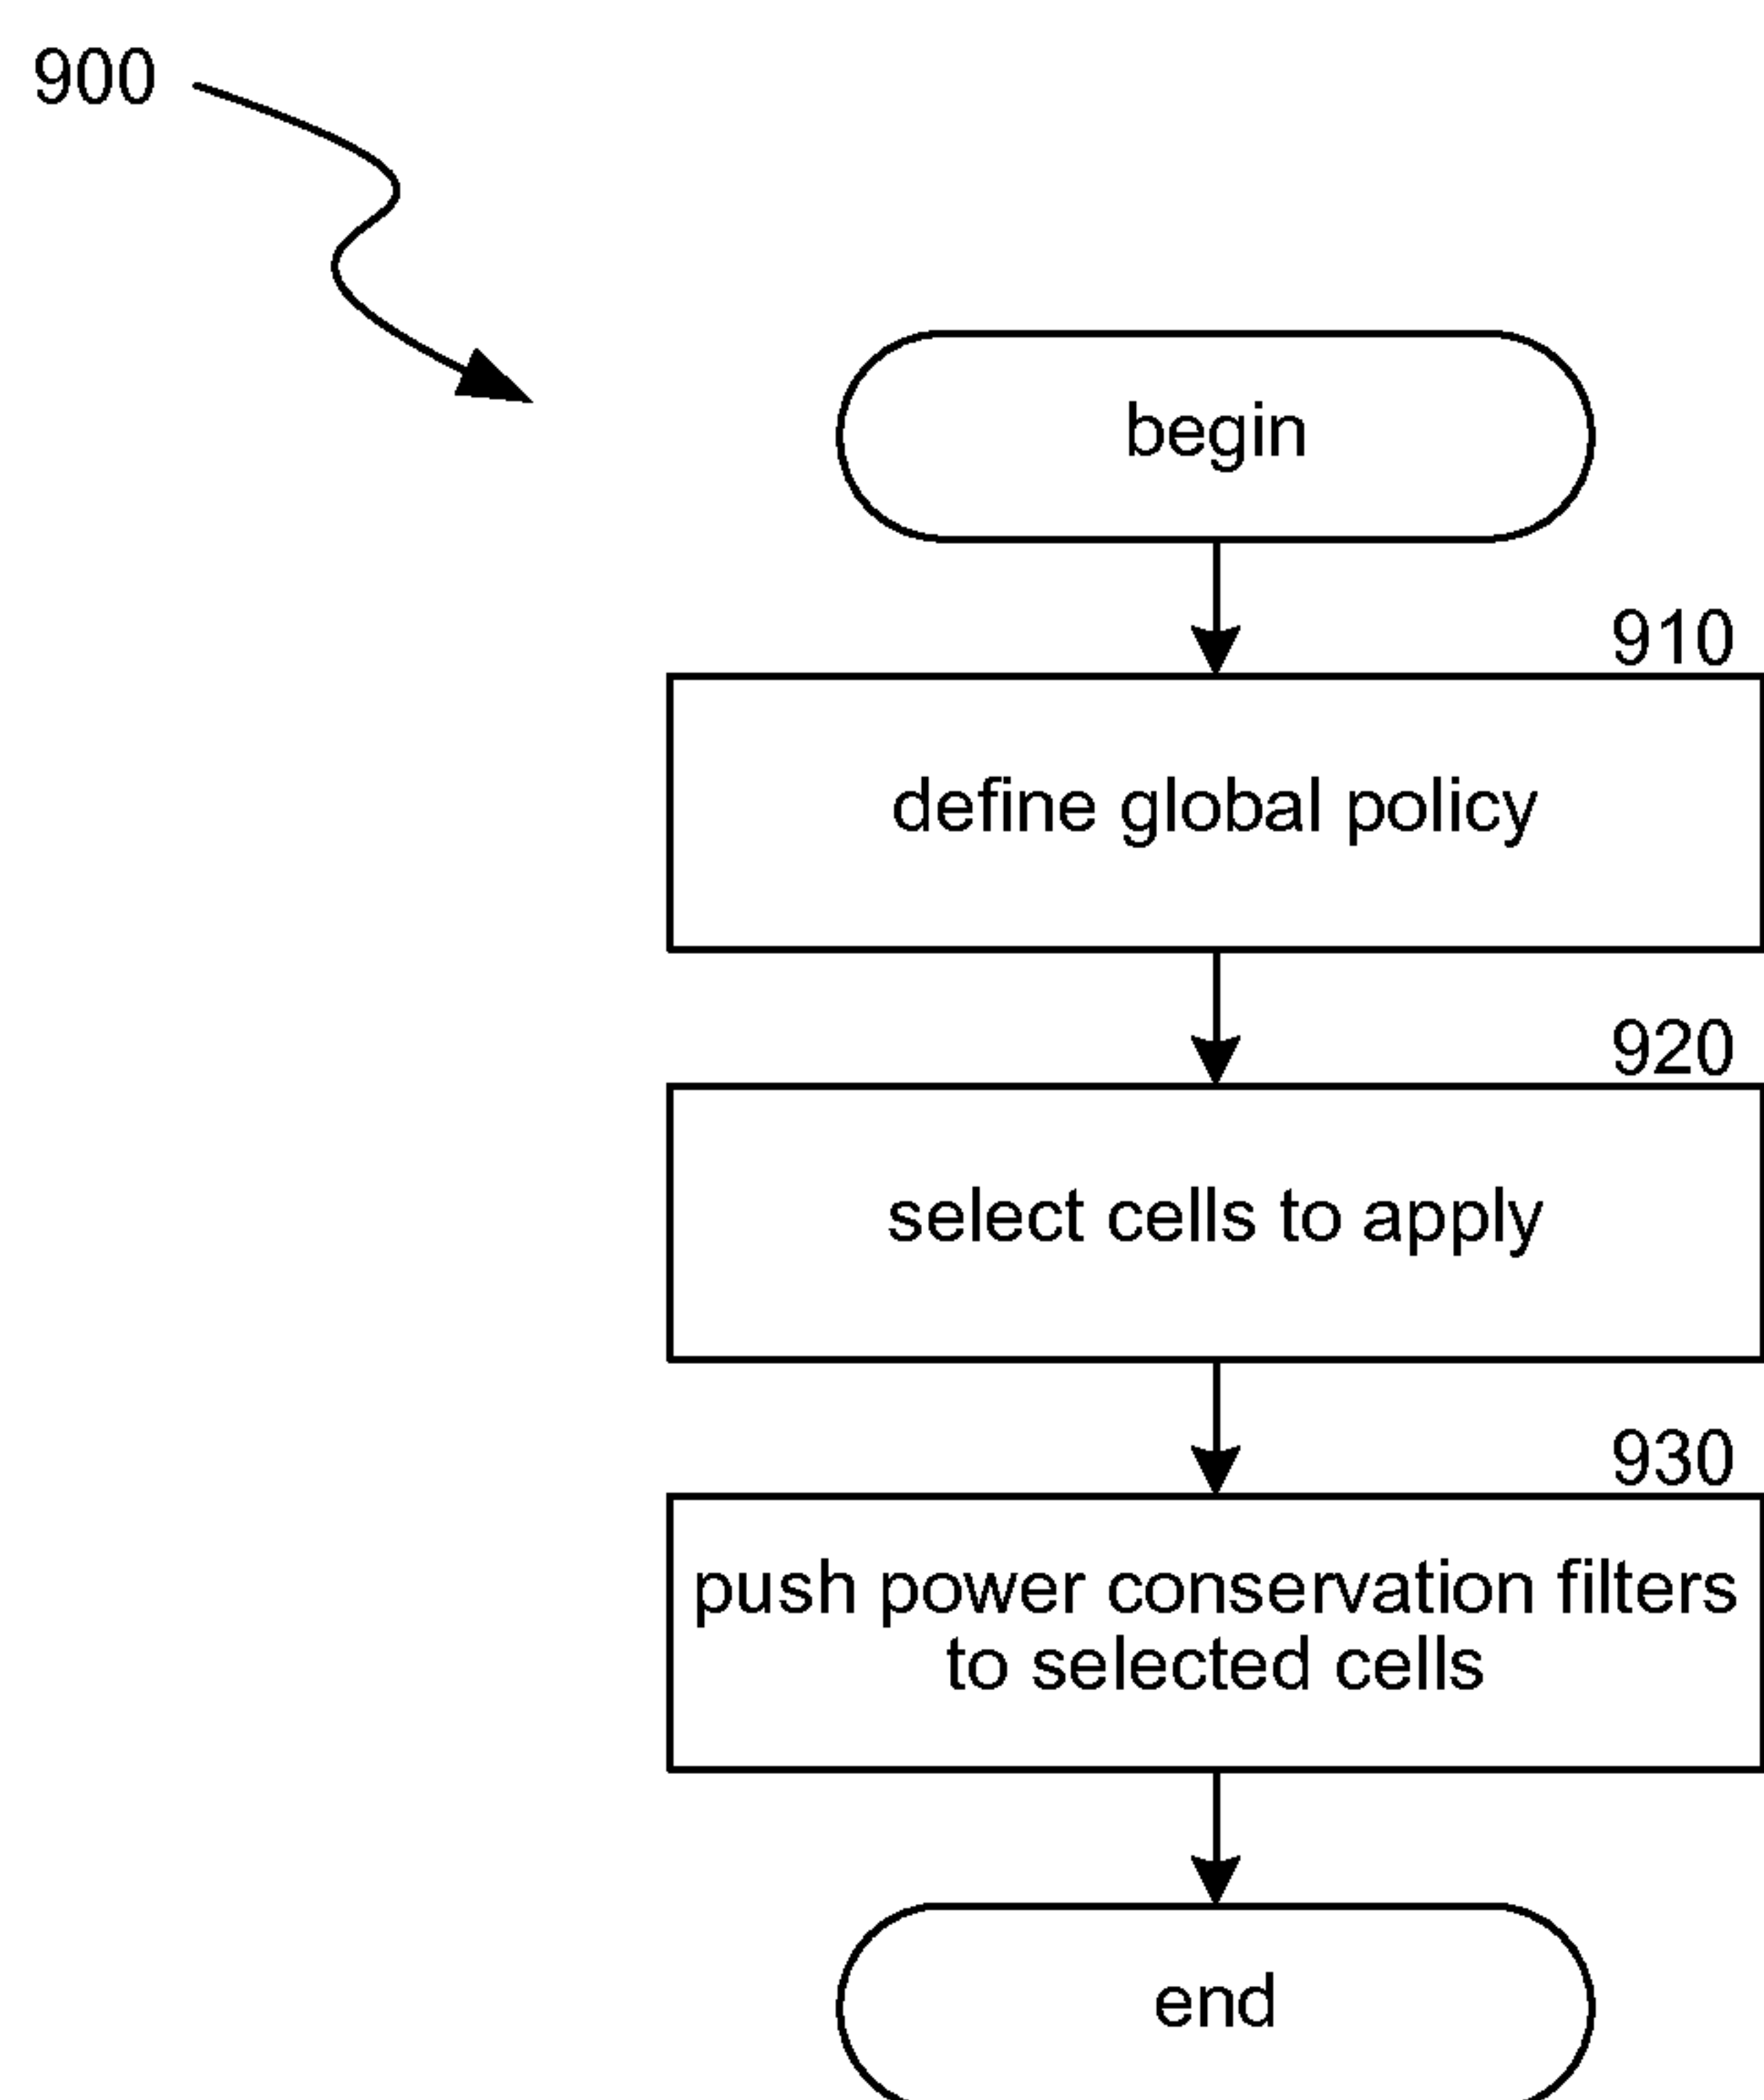 900
begin
910
define global policy
920
select cells to apply
930
push power conservation filters
to selected cells
end